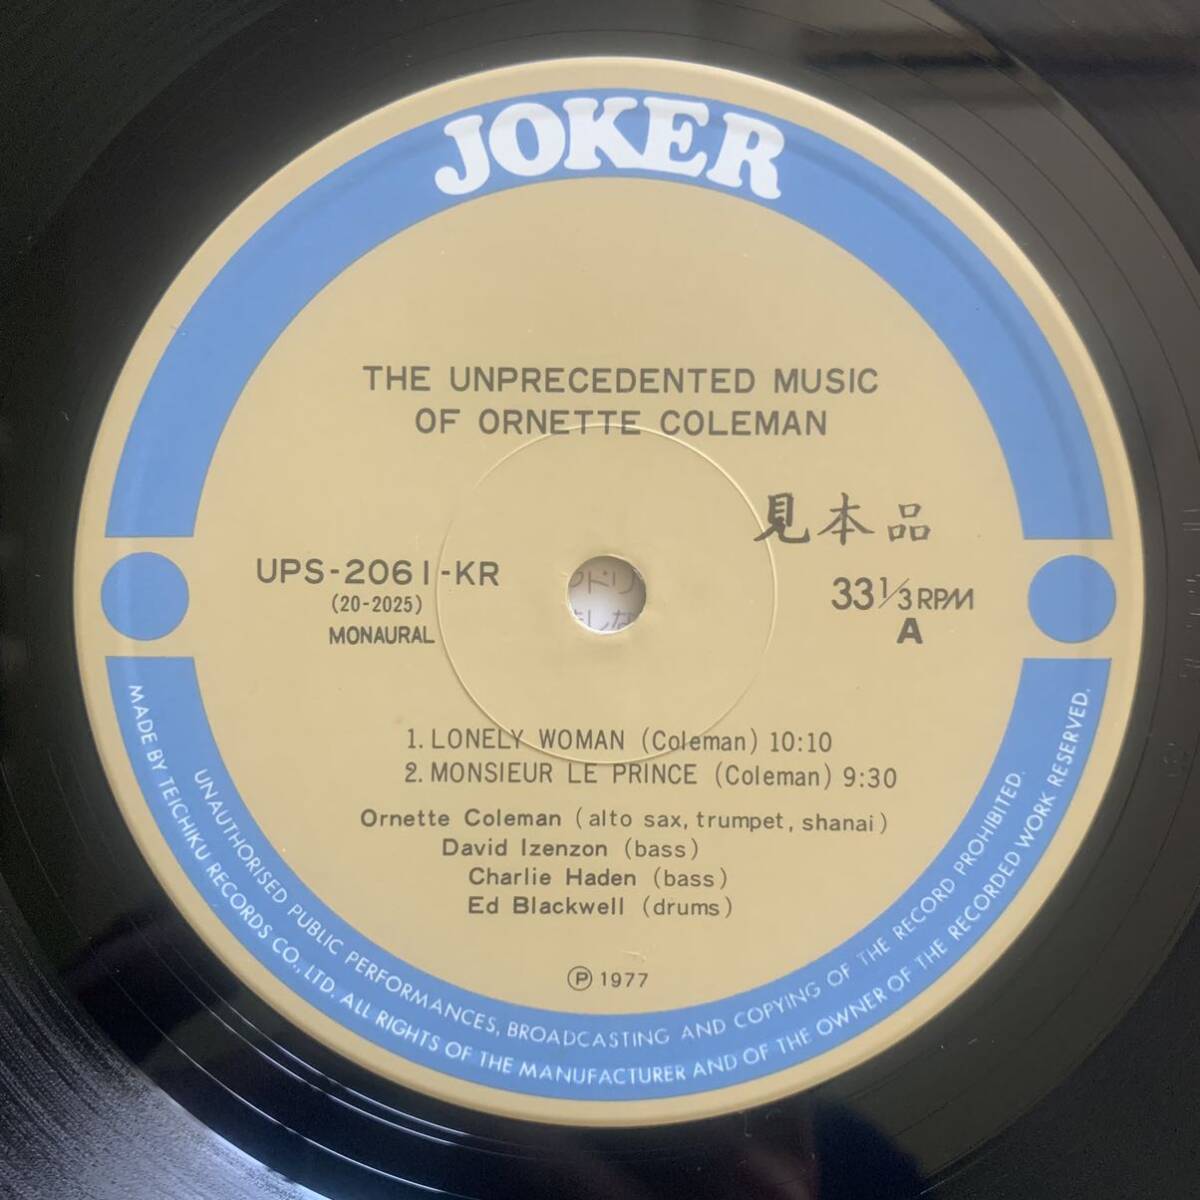 JOKER
THE UNPRECEDENTED MUSIC
OF ORNETTE COLEMAN
見本品
UPS-2061-KR
(20-2025)
MONAURAL
33 1/3 RPM
A
1. LONELY WOMAN (Coleman) 10:10
2. MONSIEUR LE PRINCE (Coleman) 9:30
Ornette Coleman (alto sax, trumpet, shanai)
David Izenzon (bass)
Charlie Haden (bass)
Ed Blackwell (drums)
Ⓟ 1977
UNAUTHORISED PUBLIC PERFORMANCES, BROADCASTING AND COPYING OF THE RECORD PROHIBITED.
MADE BY TEICHIKU RECORDS CO., LTD. ALL RIGHTS OF THE MANUFACTURER AND OF THE OWNER OF THE RECORDED WORK RESERVED.